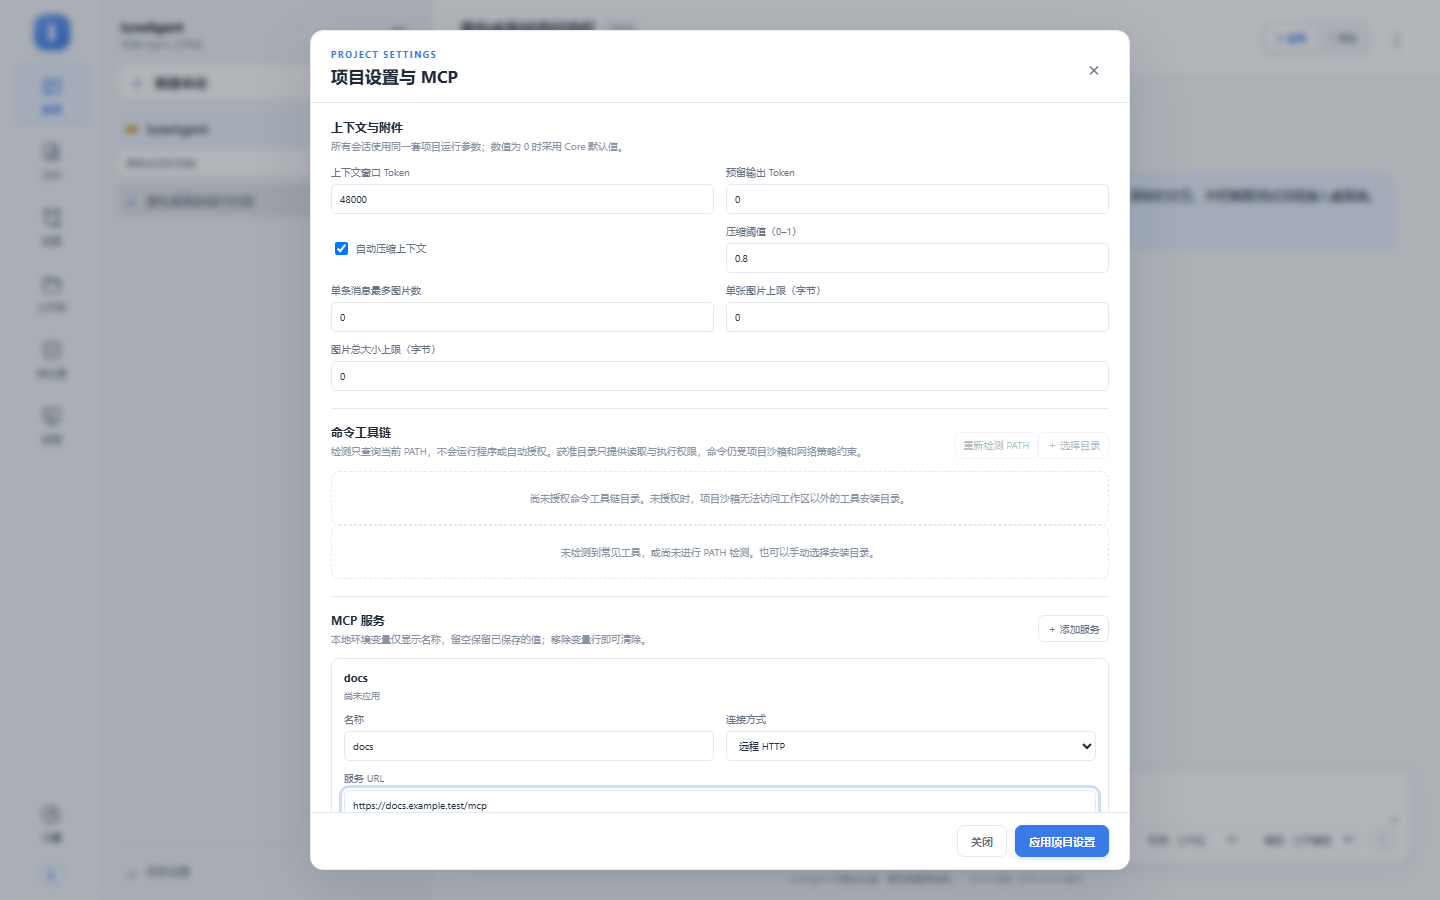 PROJECT SETTINGS
项目设置与 MCP
×
上下文与附件
所有会话使用同一套项目运行参数；数值为 0 时采用 Core 默认值。
上下文窗口 Token
预留输出 Token
48000
0
自动压缩上下文
压缩阈值（0–1）
0.8
单条消息最多图片数
单张图片上限（字节）
0
0
图片总大小上限（字节）
0
命令工具链
检测只查询当前 PATH，不会运行程序或自动授权。获准目录只提供读取与执行权限，命令仍受项目沙箱和网络策略约束。
重新检测 PATH
+ 选择目录
尚未授权命令工具链目录。未授权时，项目沙箱无法访问工作区以外的工具安装目录。
未检测到常见工具，或尚未进行 PATH 检测。也可以手动选择安装目录。
MCP 服务
本地环境变量仅显示名称，留空保留已保存的值；移除变量行即可清除。
+ 添加服务
docs
尚未应用
名称
连接方式
docs
远程 HTTP
服务 URL
https://docs.example.test/mcp
关闭
应用项目设置